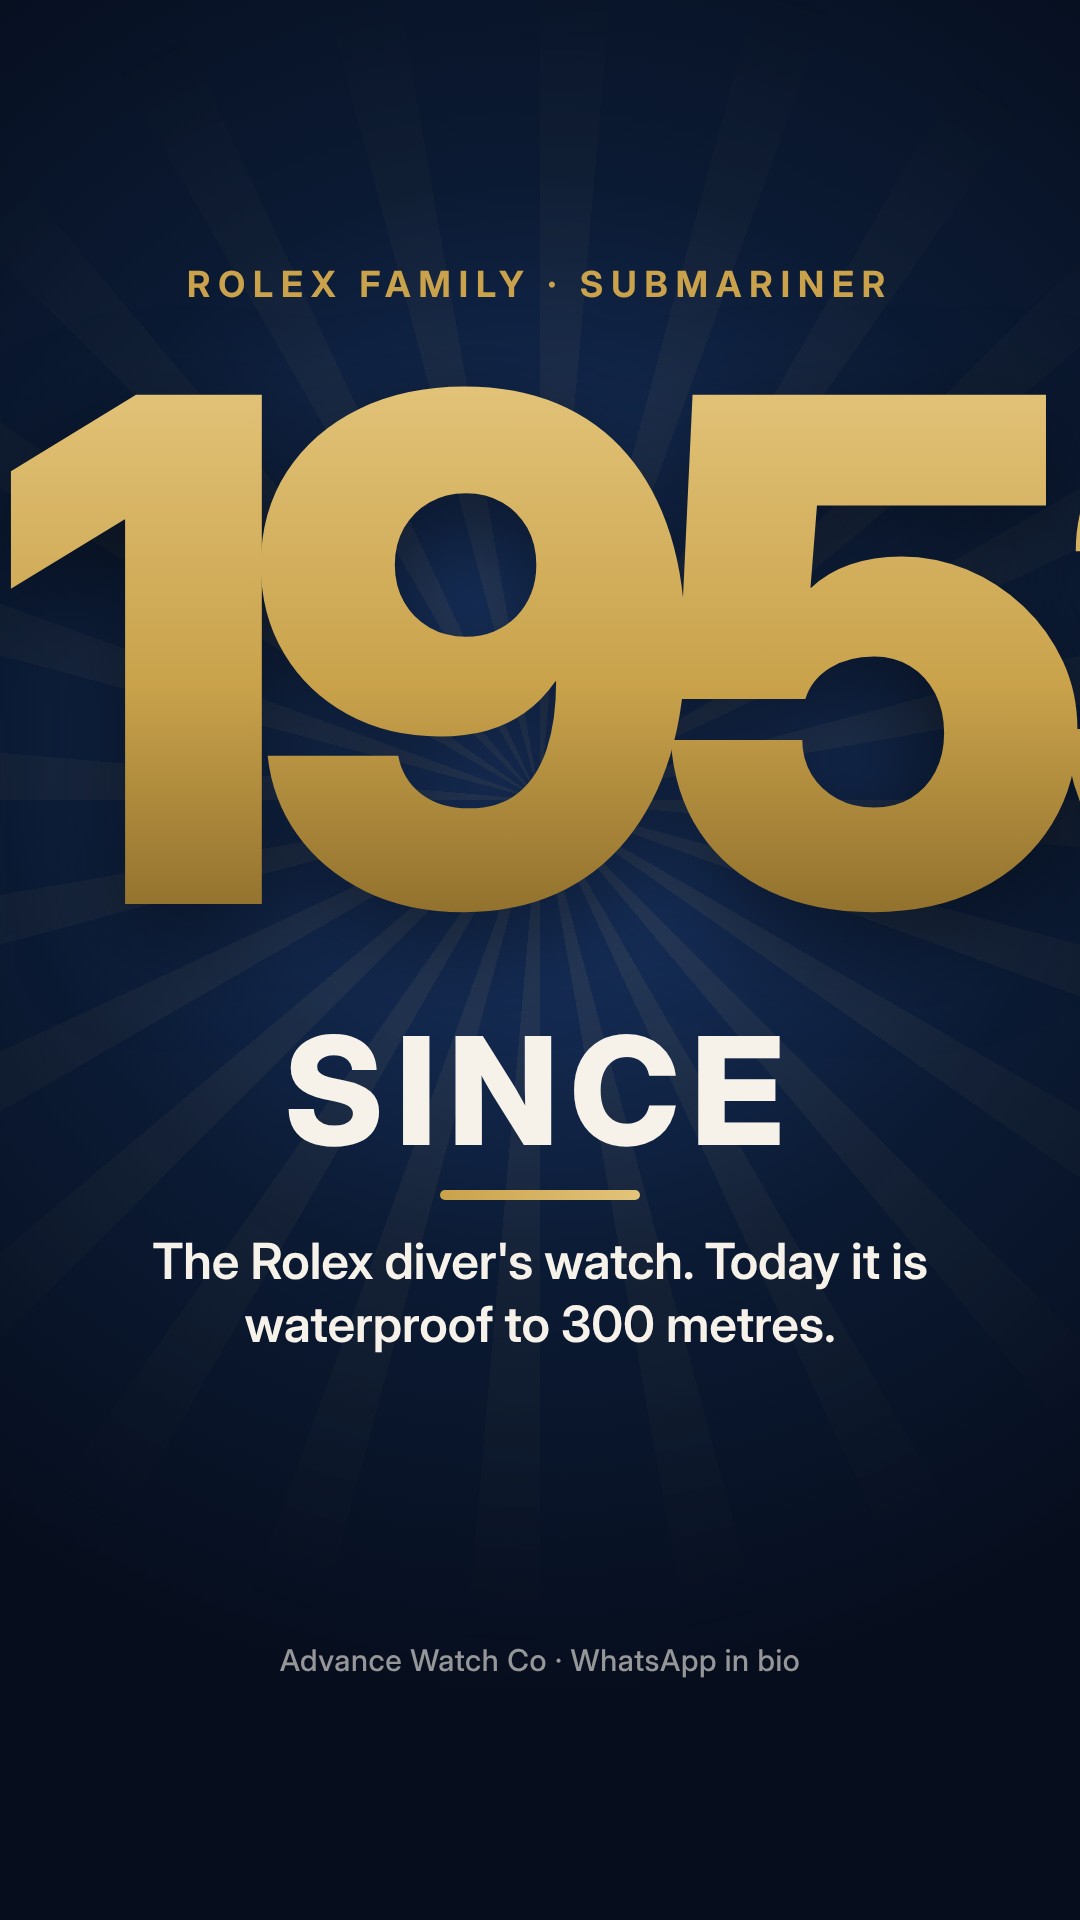 ROLEX FAMILY · SUBMARINER
195
SINCE
The Rolex diver's watch. Today it is
waterproof to 300 metres.
Advance Watch Co · WhatsApp in bio